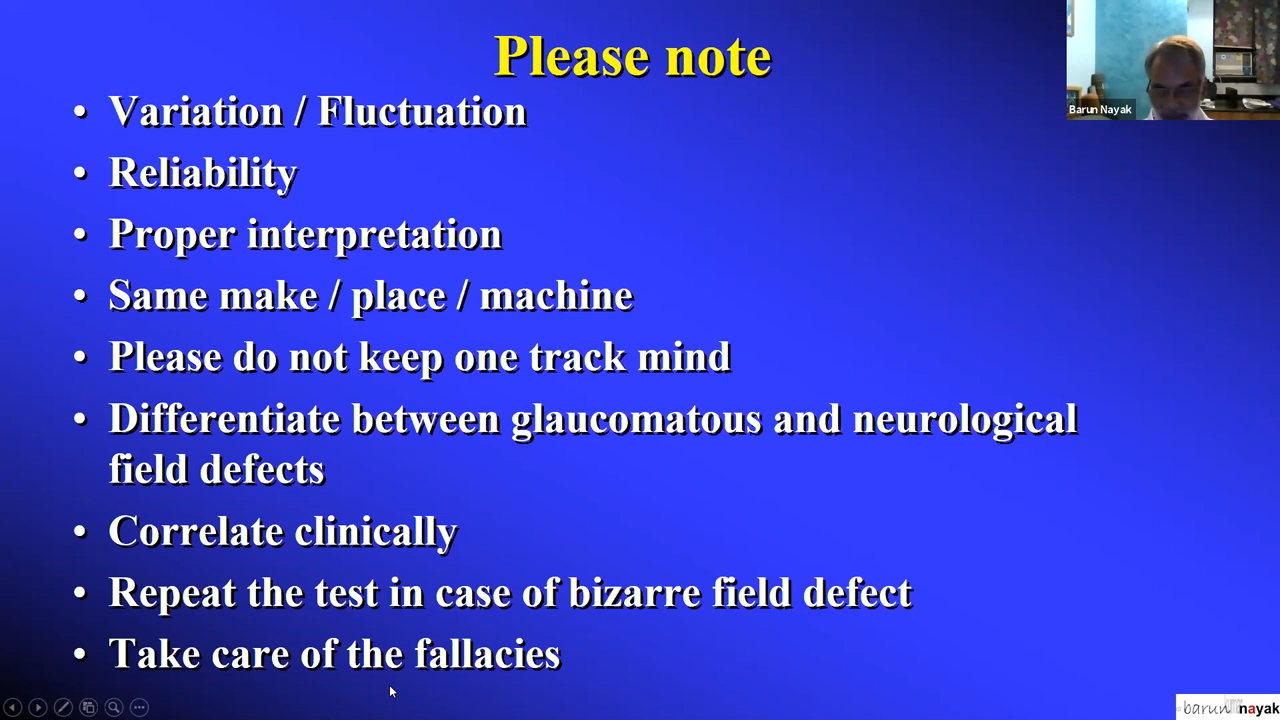 Please note
• Variation / Fluctuation
• Reliability
• Proper interpretation
• Same make / place / machine
• Please do not keep one track mind
• Differentiate between glaucomatous and neurological
field defects
• Correlate clinically
• Repeat the test in case of bizarre field defect
• Take care of the fallacies
Barun Nayak
barun nayak